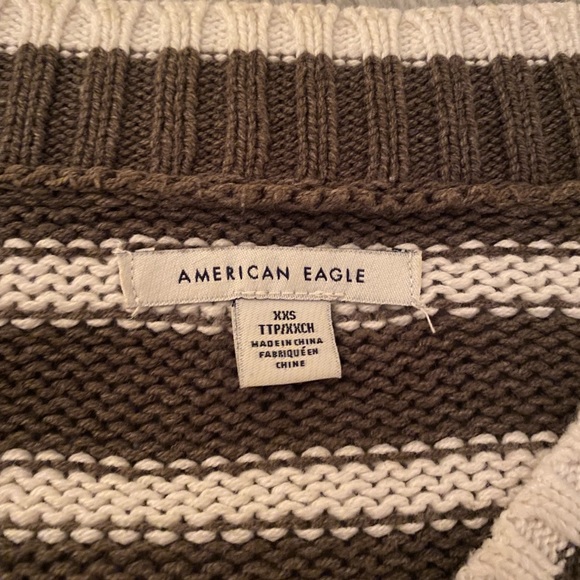 AMERICAN EAGLE
XXS
TTP/XXCH
MADE IN CHINA
FABRIQUÉ EN
CHINE